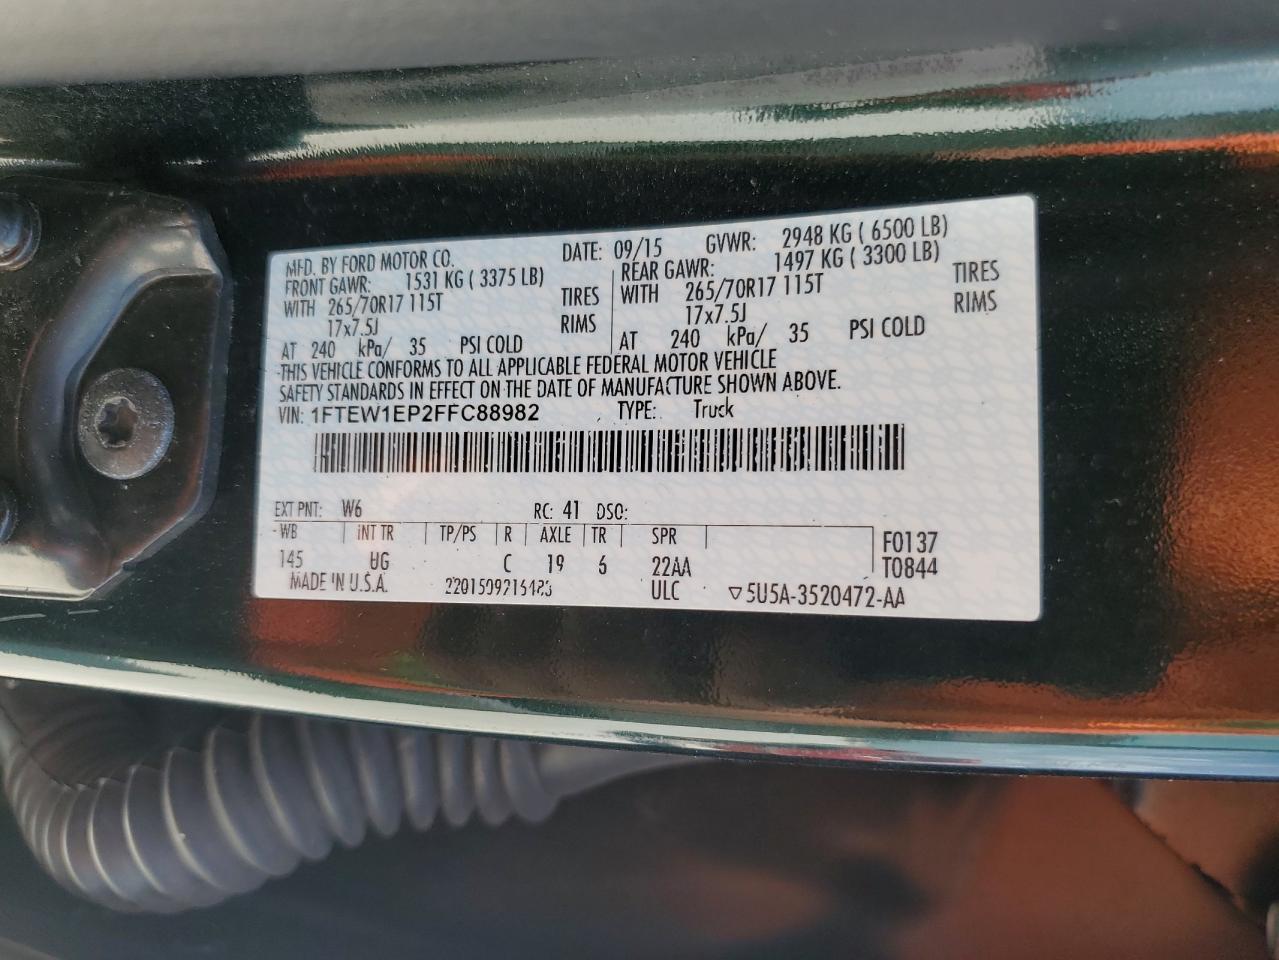 MFD. BY FORD MOTOR CO. DATE: 09/15 GVWR: 2948 KG ( 6500 LB)
FRONT GAWR: 1531 KG ( 3375 LB) REAR GAWR: 1497 KG ( 3300 LB)
WITH 265/70R17 115T TIRES WITH 265/70R17 115T TIRES
17x7.5J RIMS 17x7.5J RIMS
AT 240 kPa/ 35 PSI COLD AT 240 kPa/ 35 PSI COLD
-THIS VEHICLE CONFORMS TO ALL APPLICABLE FEDERAL MOTOR VEHICLE
SAFETY STANDARDS IN EFFECT ON THE DATE OF MANUFACTURE SHOWN ABOVE.
VIN: 1FTEW1EP2FFC88982 TYPE: Truck
EXT PNT: W6 RC: 41 DSO:
WB INT TR TP/PS R AXLE TR SPR F0137
145 C 19 6 22AA T0844
MADE IN U.S.A. ULC ▽5U5A-3520472-AA